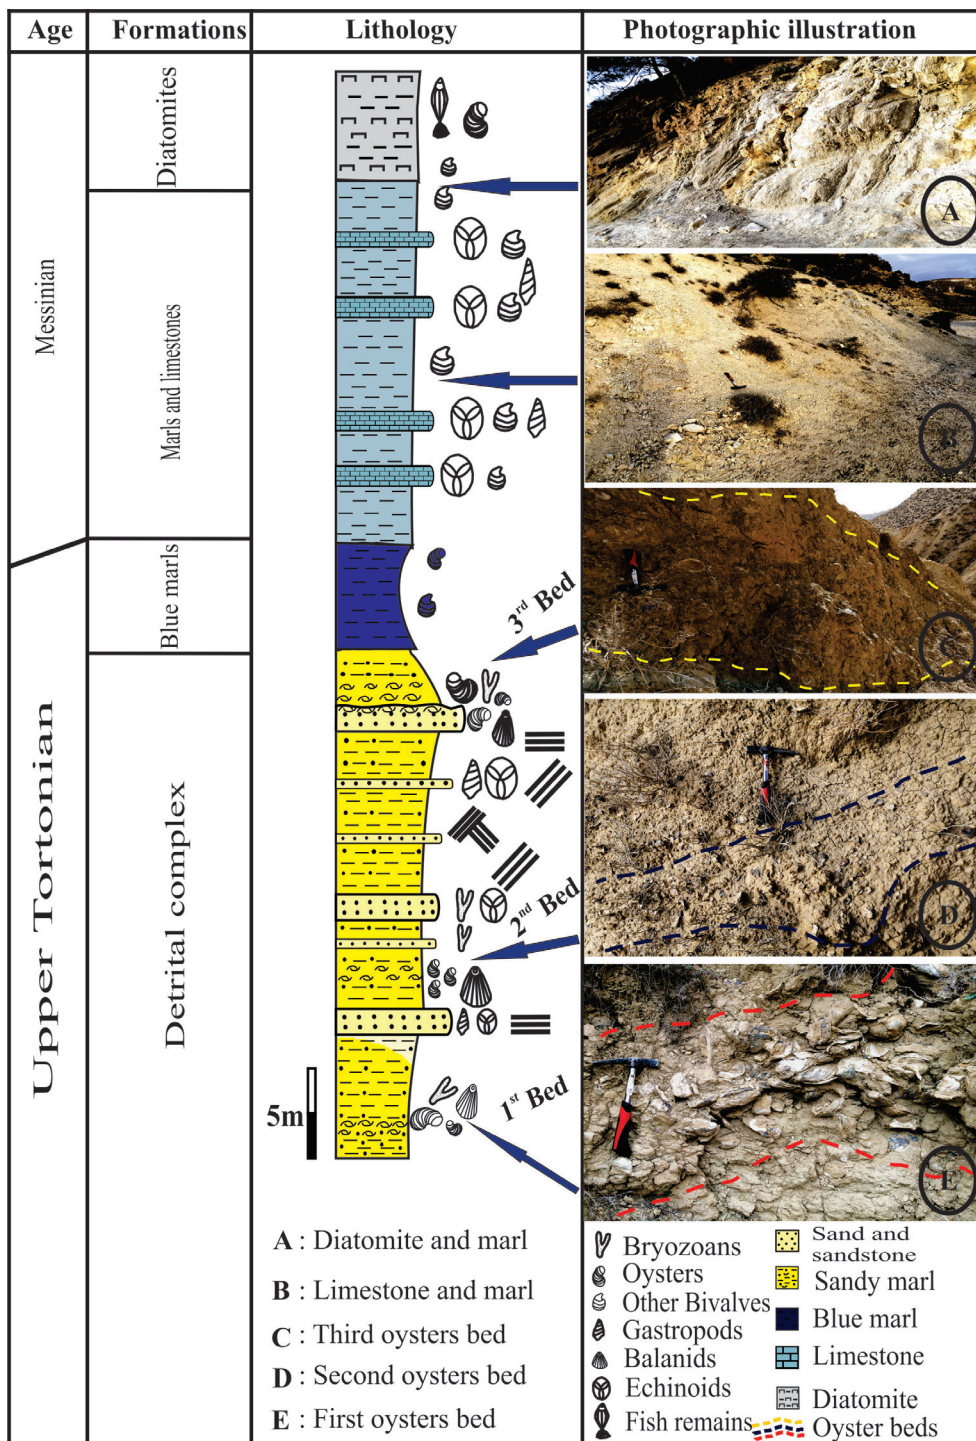 Age Formations Lithology Photographic illustration
Messinian
Upper Tortonian
Diatomites
Marls and limestones
Blue marls
Detrital complex
3rd Bed
2nd Bed
1st Bed
5m
A
B
C
D
E
A : Diatomite and marl
B : Limestone and marl
C : Third oysters bed
D : Second oysters bed
E : First oysters bed
Bryozoans
Oysters
Other Bivalves
Gastropods
Balanids
Echinoids
Fish remains
Sand and
sandstone
Sandy marl
Blue marl
Limestone
Diatomite
Oyster beds